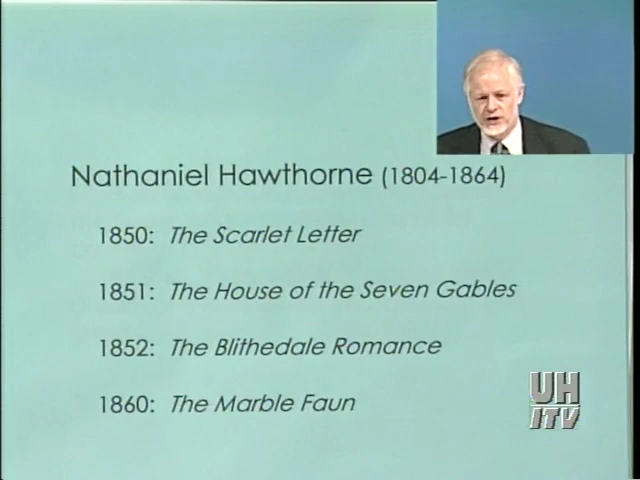 Nathaniel Hawthorne (1804-1864)
1850: The Scarlet Letter
1851: The House of the Seven Gables
1852: The Blithedale Romance
1860: The Marble Faun
UH
ITV